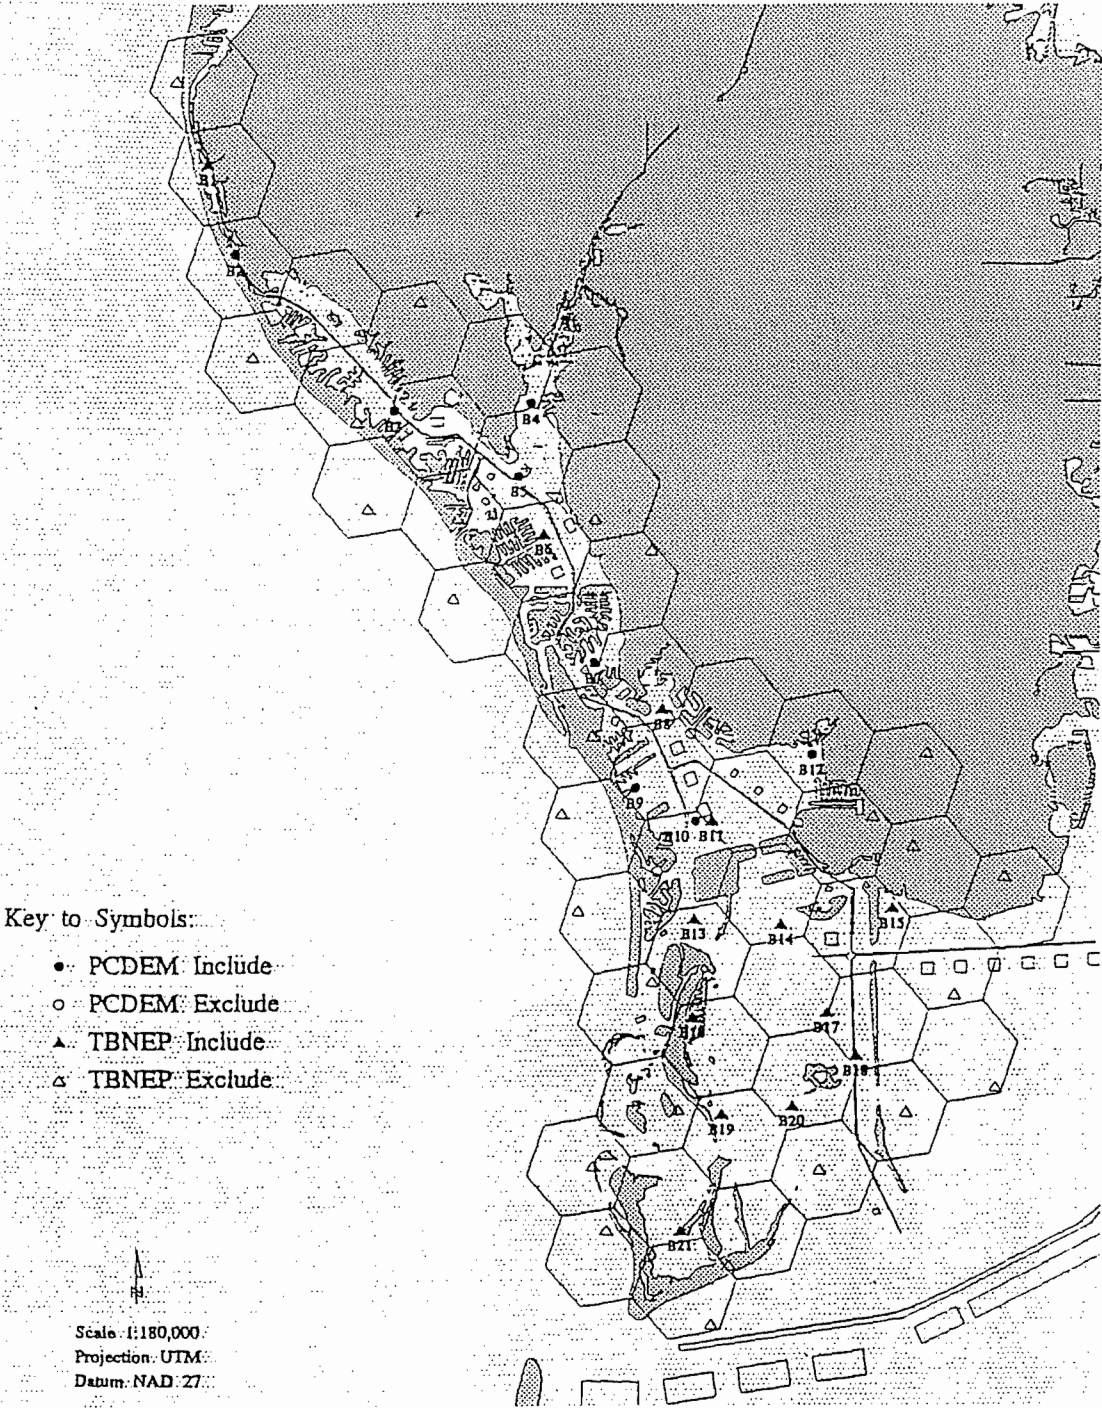 B1
B2
B3
B4
B5
B6
B8
B12
B9
B10 B11
B13
B14
B15
B16
B17
B18
B19
B20
B21
Key to Symbols:
PCDEM Include
PCDEM Exclude
TBNEP Include
TBNEP Exclude
N
Scale 1:180,000
Projection UTM
Datum NAD 27